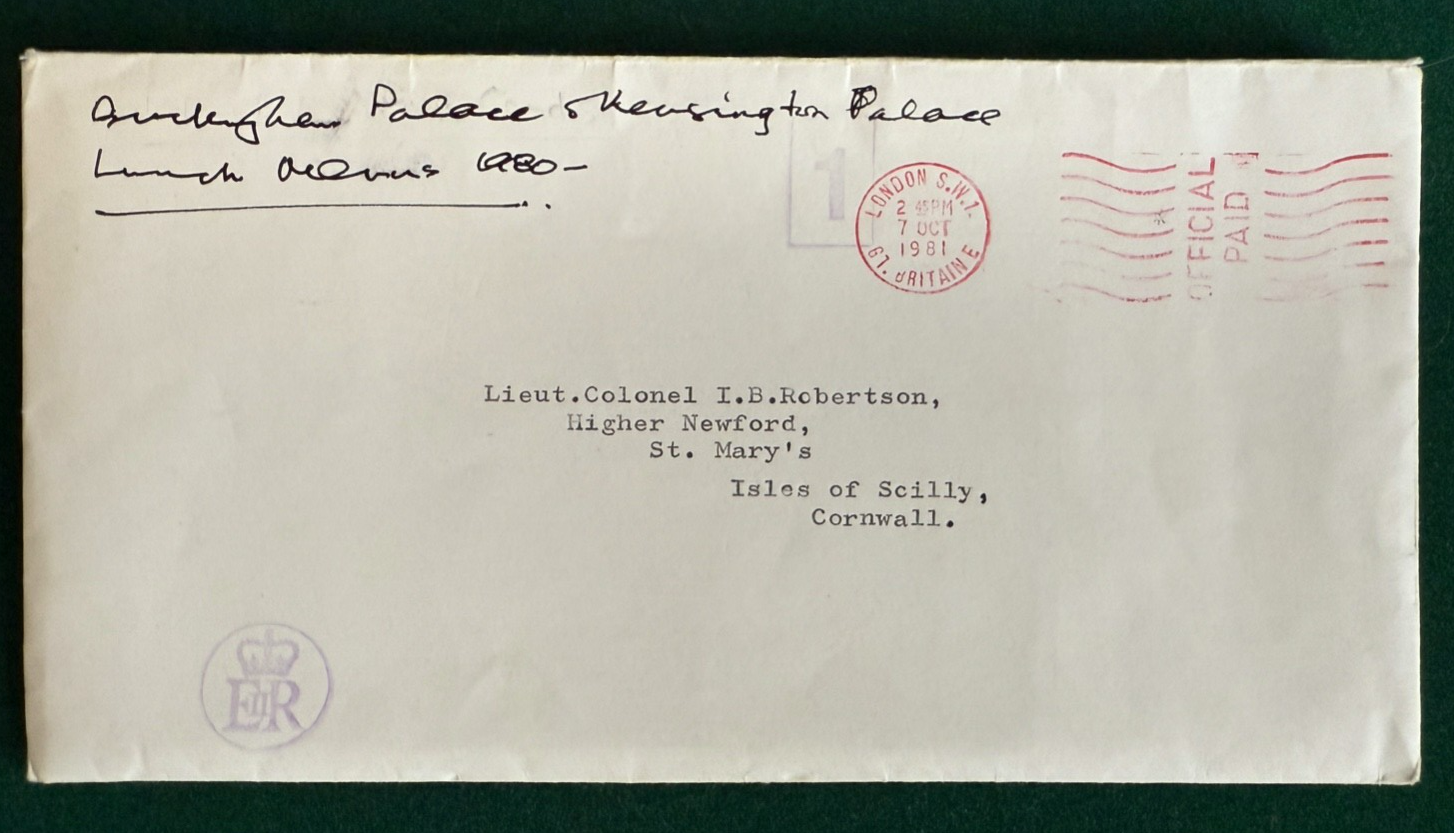 Buckingham Palace & Kensington Palace
Lunch Menus 1980–
1
LONDON S.W.1.
2 45PM
7 OCT
1981
GT. BRITAIN E
OFFICIAL
PAID
Lieut.Colonel I.B.Robertson,
Higher Newford,
St. Mary's
Isles of Scilly,
Cornwall.
EIIR